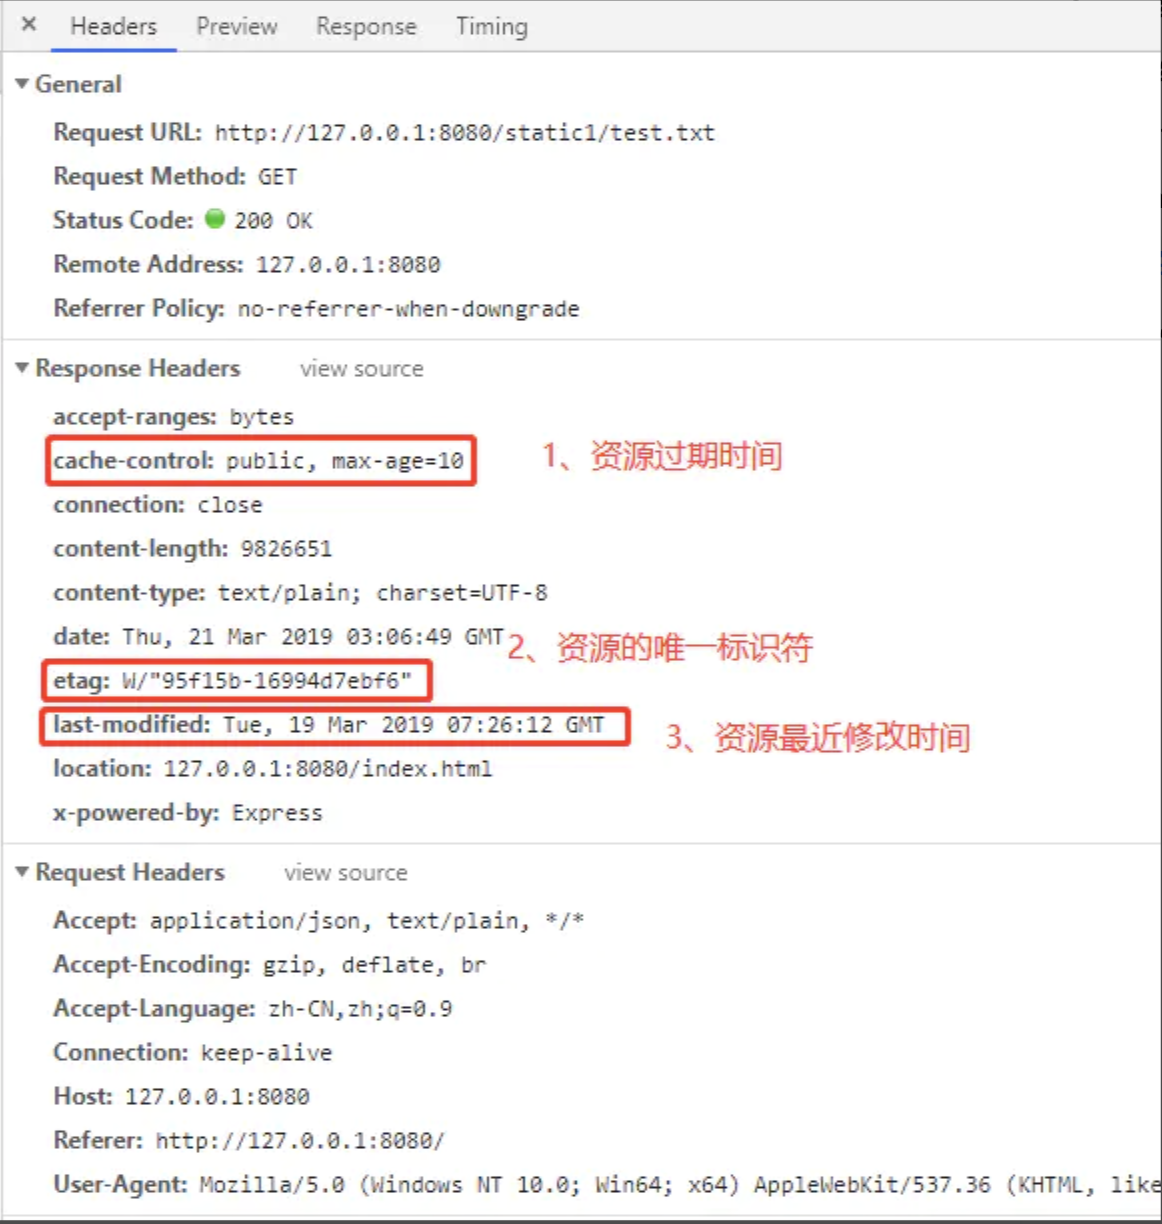 × Headers Preview Response Timing
▼ General
Request URL: http://127.0.0.1:8080/static1/test.txt
Request Method: GET
Status Code: 200 OK
Remote Address: 127.0.0.1:8080
Referrer Policy: no-referrer-when-downgrade
▼ Response Headers view source
accept-ranges: bytes
cache-control: public, max-age=10 1、资源过期时间
connection: close
content-length: 9826651
content-type: text/plain; charset=UTF-8
date: Thu, 21 Mar 2019 03:06:49 GMT 2、资源的唯一标识符
etag: W/"95f15b-16994d7ebf6"
last-modified: Tue, 19 Mar 2019 07:26:12 GMT 3、资源最近修改时间
location: 127.0.0.1:8080/index.html
x-powered-by: Express
▼ Request Headers view source
Accept: application/json, text/plain, */*
Accept-Encoding: gzip, deflate, br
Accept-Language: zh-CN,zh;q=0.9
Connection: keep-alive
Host: 127.0.0.1:8080
Referer: http://127.0.0.1:8080/
User-Agent: Mozilla/5.0 (Windows NT 10.0; Win64; x64) AppleWebKit/537.36 (KHTML, like